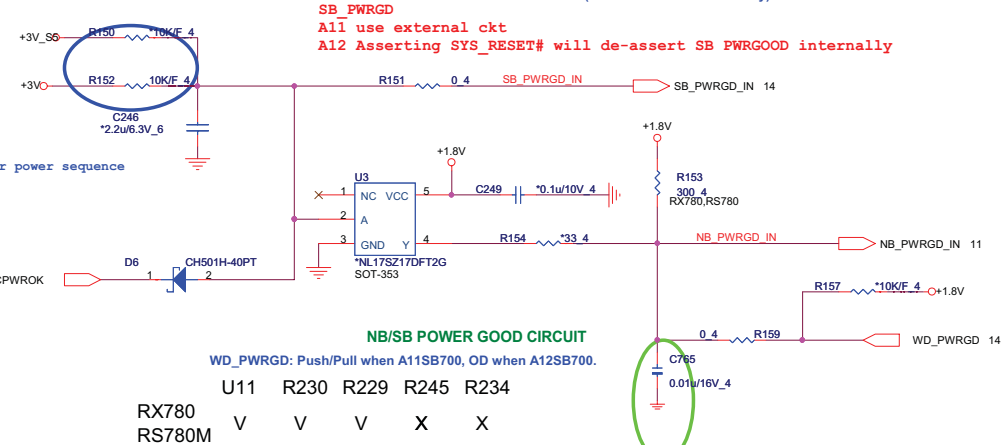 SB_PWRGD
A11 use external ckt
A12 Asserting SYS_RESET# will de-assert SB PWRGOOD internally
+3V_S5
R150
*10K/F_4
+3V
R152
10K/F_4
C246
*2.2u/6.3V_6
R151
0_4
SB_PWRGD_IN
SB_PWRGD_IN 14
r power sequence
+1.8V
U3
1 NC VCC 5
2 A
3 GND Y 4
*NL17SZ17DFT2G
SOT-353
C249
*0.1u/10V_4
+1.8V
R153
300_4
RX780,RS780
R154
*33_4
NB_PWRGD_IN
NB_PWRGD_IN 11
CPWROK
D6
1
2
CH501H-40PT
R157
*10K/F_4
+1.8V
0_4
R159
WD_PWRGD 14
C765
0.01u/16V_4
NB/SB POWER GOOD CIRCUIT
WD_PWRGD: Push/Pull when A11SB700, OD when A12SB700.
U11 R230 R229 R245 R234
RX780
RS780M
V V V X X